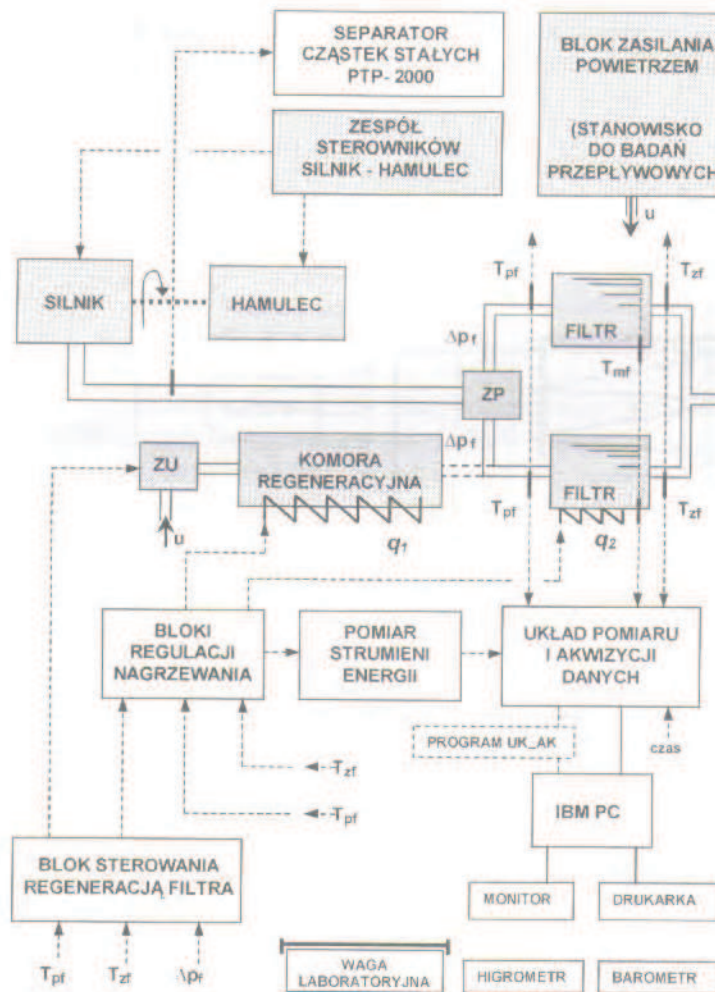 SEPARATOR
CZĄSTEK STAŁYCH
PTP- 2000
BLOK ZASILANIA
POWIETRZEM
(STANOWISKO
DO BADAŃ
PRZEPŁYWOWYCH)
ZESPÓŁ
STEROWNIKÓW
SILNIK - HAMULEC
u
SILNIK
HAMULEC
Tpf
Tzf
FILTR
Δpf
Tmf
ZP
Δpf
ZU
KOMORA
REGENERACYJNA
FILTR
Tpf
Tzf
u
q1
q2
BLOKI
REGULACJI
NAGRZEWANIA
POMIAR
STRUMIENI
ENERGII
UKŁAD POMIARU
I AKWIZYCJI
DANYCH
PROGRAM UK_AK
czas
Tzf
Tpf
IBM PC
BLOK STEROWANIA
REGENERACJĄ FILTRA
MONITOR
DRUKARKA
Tpf
Tzf
Δpf
WAGA
LABORATORYJNA
HIGROMETR
BAROMETR